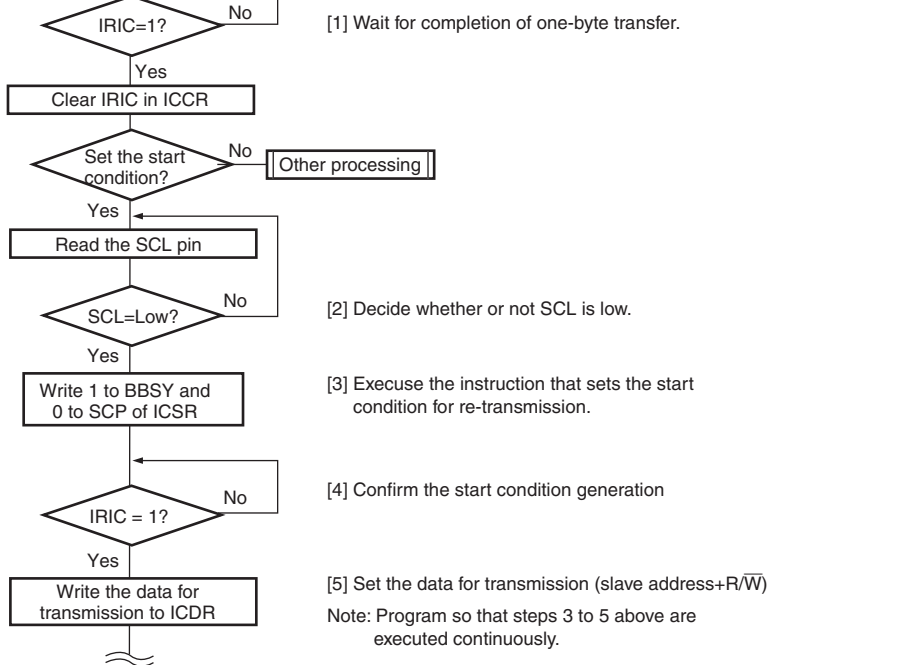 No
IRIC=1?
[1] Wait for completion of one-byte transfer.
Yes
Clear IRIC in ICCR
Set the start
condition?
No
Other processing
Yes
Read the SCL pin
No
SCL=Low?
[2] Decide whether or not SCL is low.
Yes
Write 1 to BBSY and
0 to SCP of ICSR
[3] Execuse the instruction that sets the start
condition for re-transmission.
No
IRIC = 1?
[4] Confirm the start condition generation
Yes
Write the data for
transmission to ICDR
[5] Set the data for transmission (slave address+R/W̅)
Note: Program so that steps 3 to 5 above are
executed continuously.